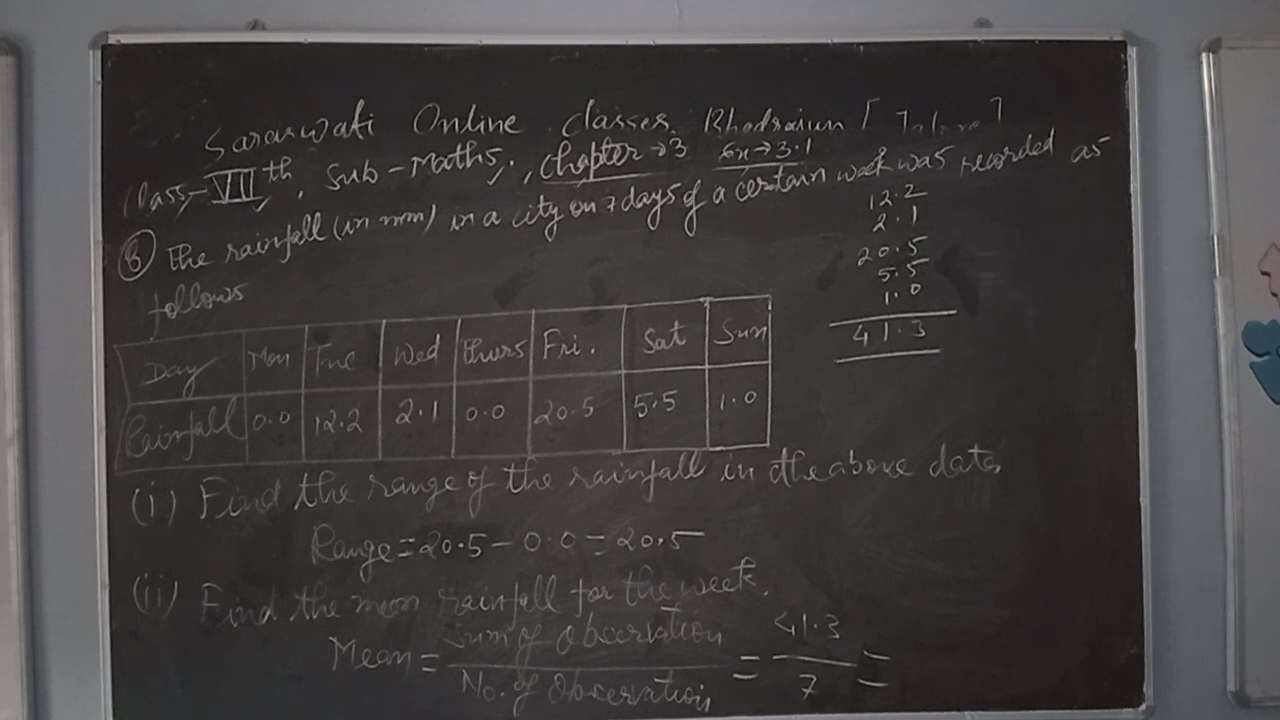 Saraswati Online Classes, Bhadrajun [Jalore]
Class-VIIth, Sub-Maths, Chapter→3 Ex→3.1
⑧ The rainfall (in mm) in a city on 7 days of a certain week was recorded as
follows
12.2
2.1
20.5
5.5
1.0
41.3
Day Mon Tue Wed Thurs Fri. Sat Sun
Rainfall 0.0 12.2 2.1 0.0 20.5 5.5 1.0
(i) Find the range of the rainfall in the above data,
Range = 20.5 - 0.0 = 20.5
(ii) Find the mean rainfall for the week.
Mean = Sum of Observation / No. of Observation = 41.3 / 7 =